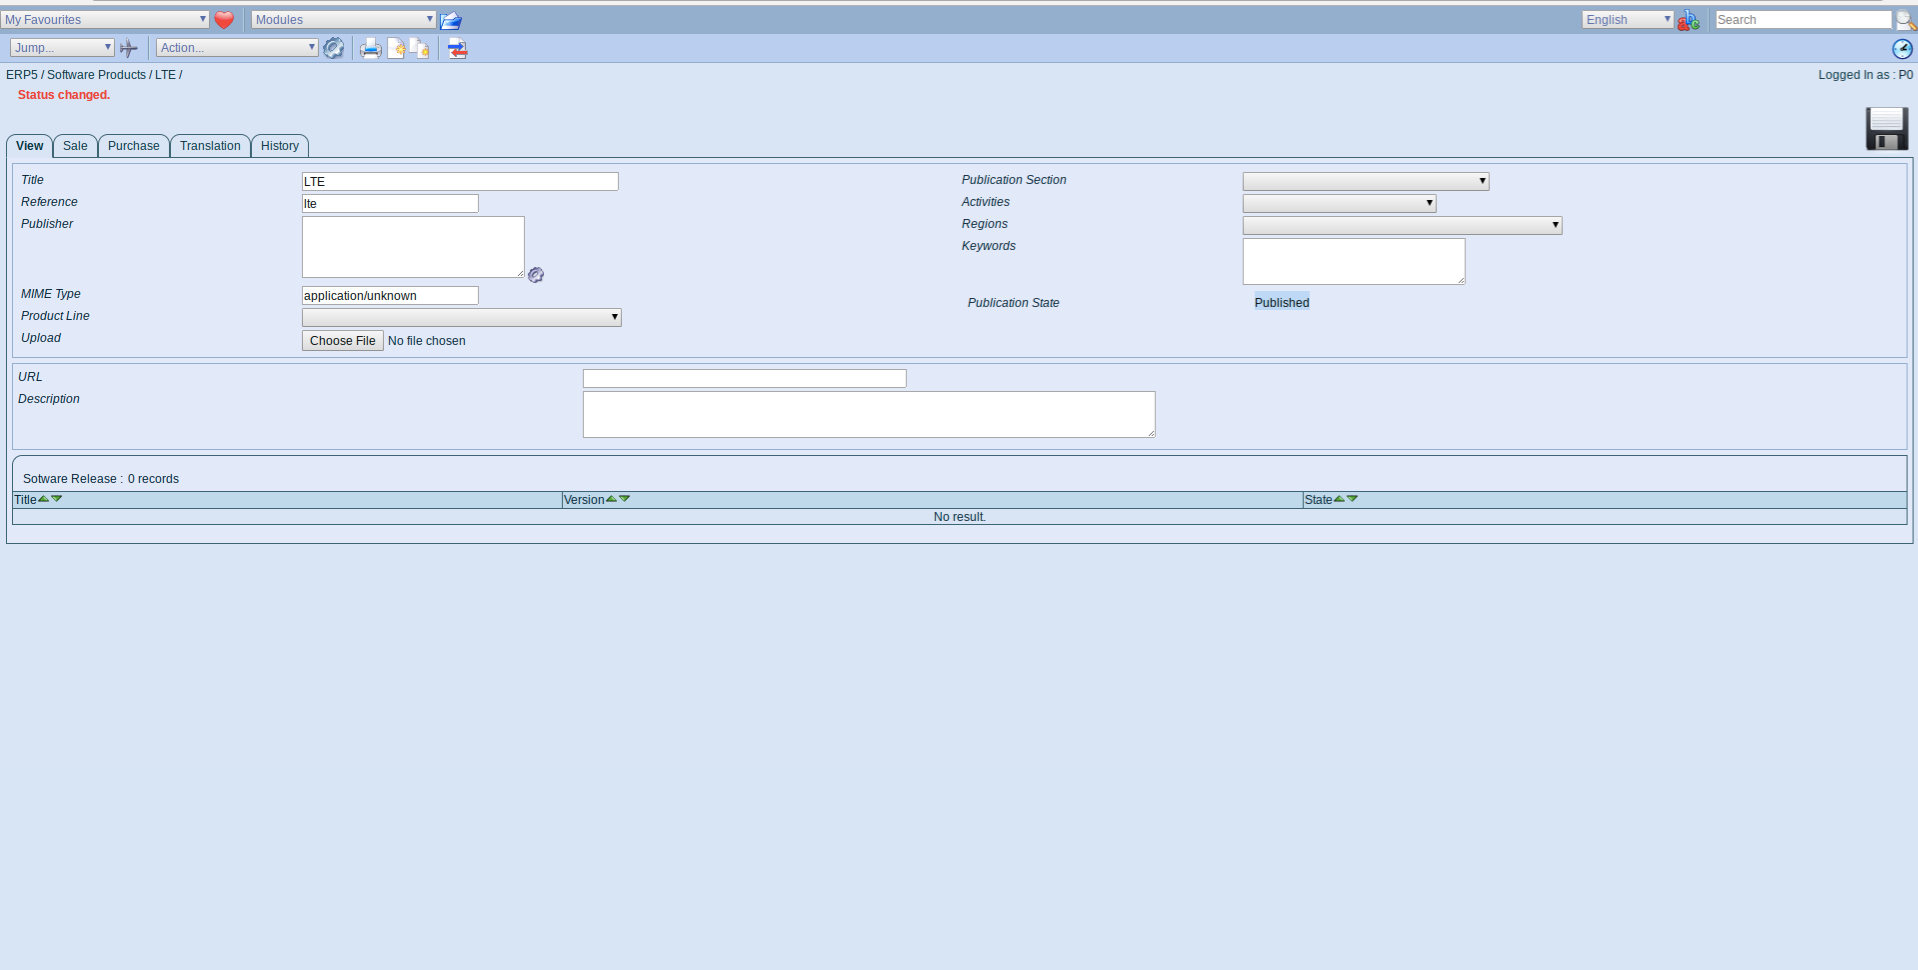 My Favourites Modules English Search
Jump... Action...
ERP5 / Software Products / LTE / Logged In as : P0
Status changed.
View Sale Purchase Translation History
Title LTE Publication Section
Reference lte Activities
Publisher Regions
Keywords
MIME Type application/unknown Publication State Published
Product Line
Upload Choose File No file chosen
URL
Description
Sotware Release : 0 records
Title Version State
No result.